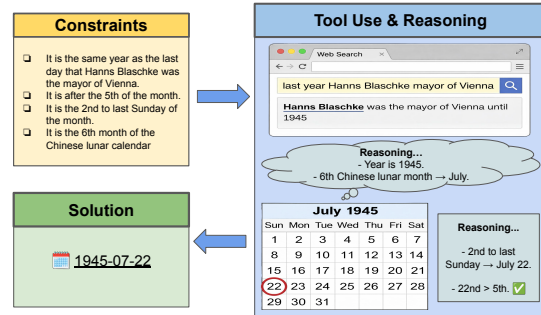 Constraints
It is the same year as the last
day that Hanns Blaschke was
the mayor of Vienna.
It is after the 5th of the month.
It is the 2nd to last Sunday of
the month.
It is the 6th month of the
Chinese lunar calendar
Solution
1945-07-22
Tool Use & Reasoning
Web Search
last year Hanns Blaschke mayor of Vienna
Hanns Blaschke was the mayor of Vienna until
1945
Reasoning...
- Year is 1945.
- 6th Chinese lunar month → July.
July 1945
Sun Mon Tue Wed Thu Fri Sat
1 2 3 4 5 6 7
8 9 10 11 12 13 14
15 16 17 18 19 20 21
22 23 24 25 26 27 28
29 30 31
Reasoning...
- 2nd to last
Sunday → July 22.
- 22nd > 5th. ✅